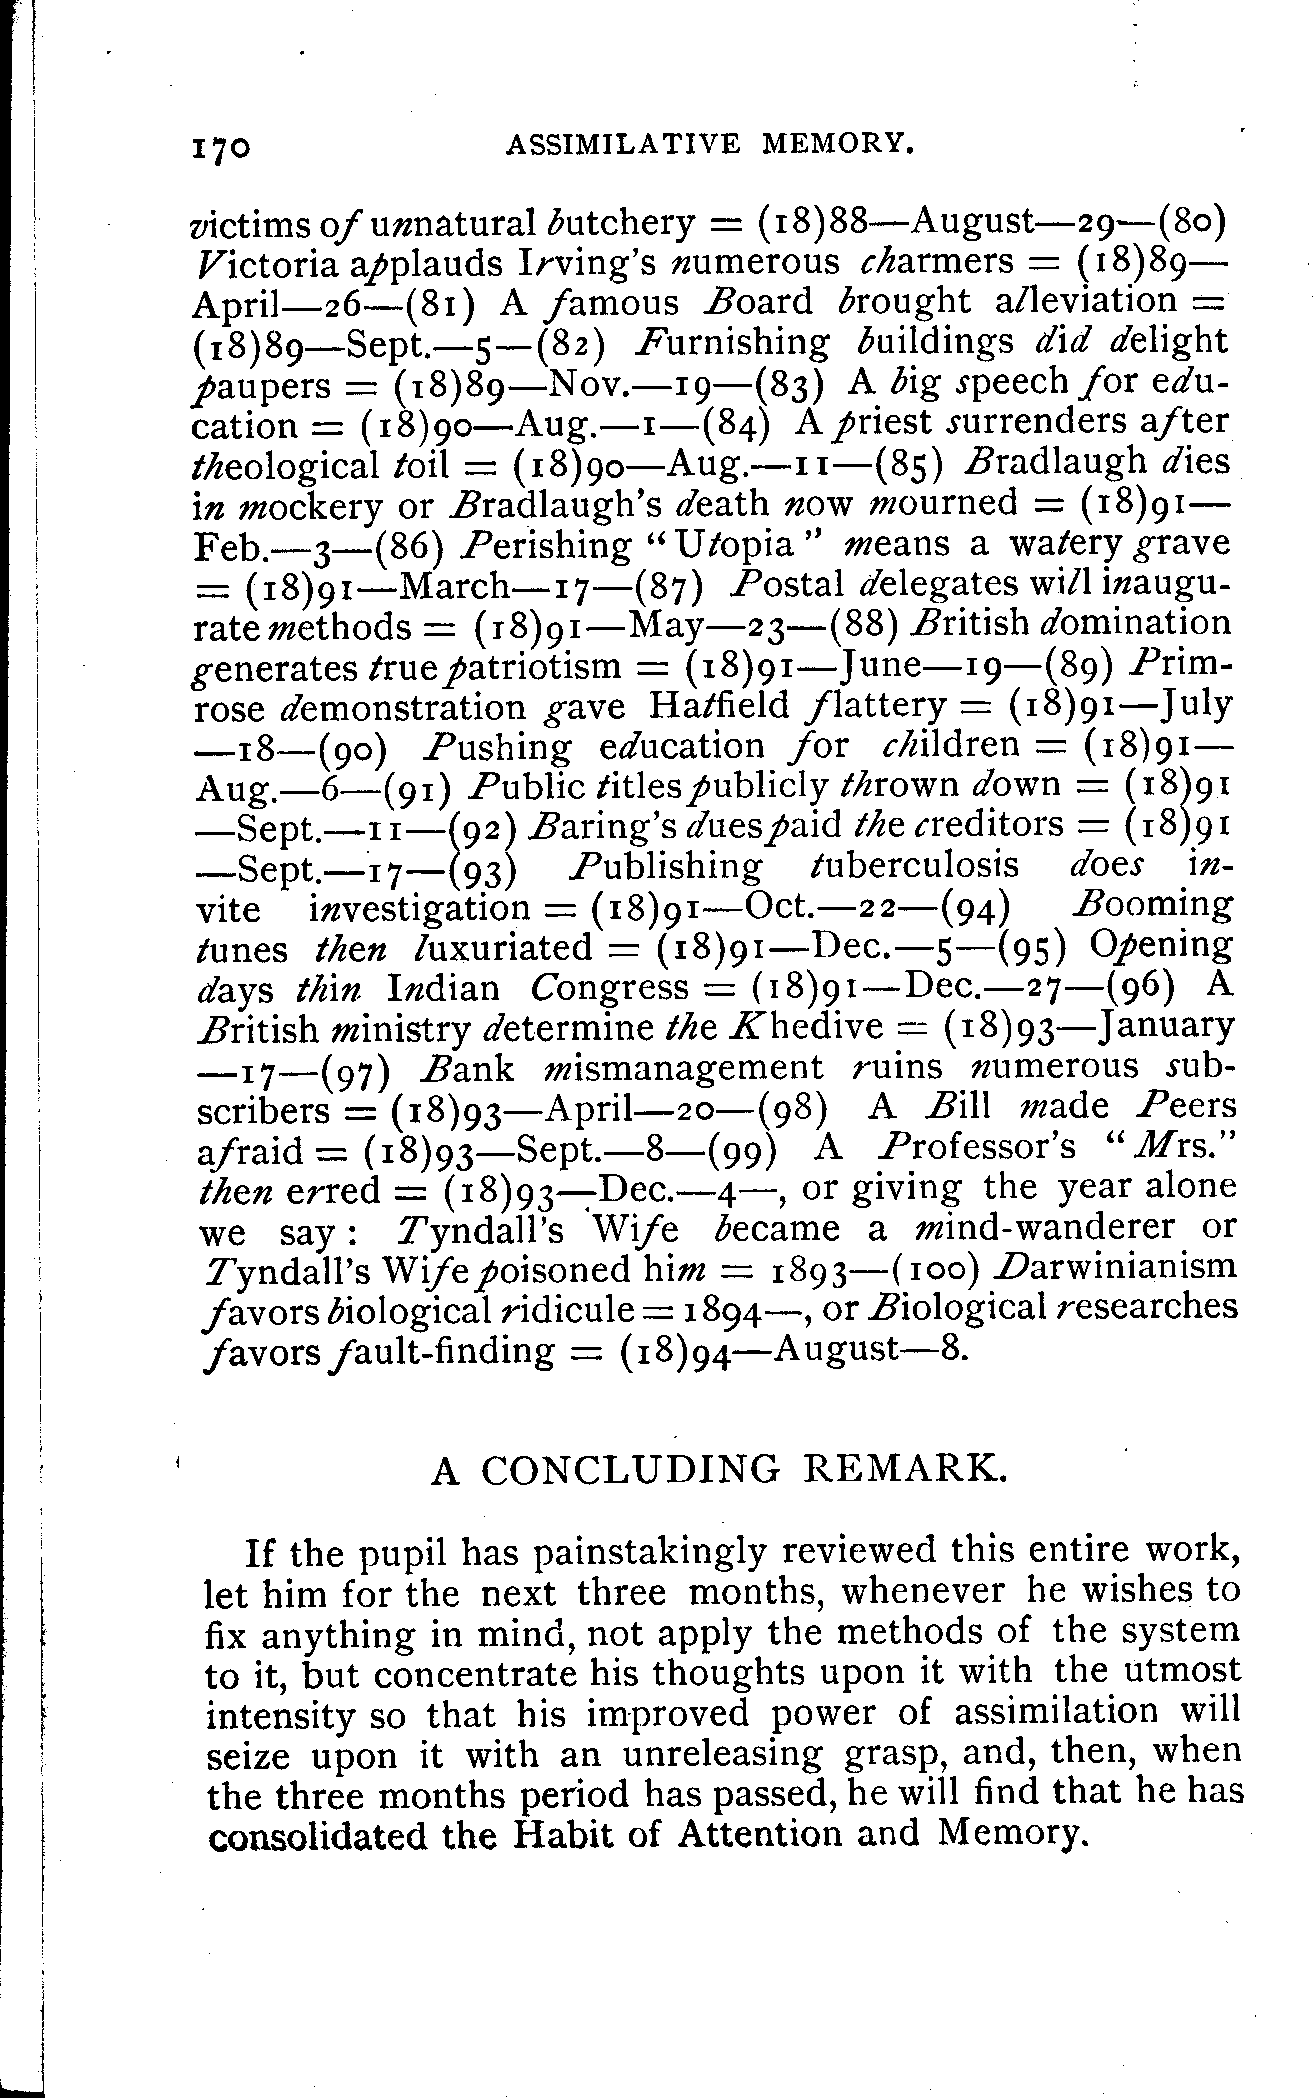 170 ASSIMILATIVE MEMORY.
victims of unnatural butchery = (18)88—August—29—(80)
Victoria applauds Irving's numerous charmers = (18)89—
April—26—(81) A famous Board brought alleviation =
(18)89—Sept.—5—(82) Furnishing buildings did delight
paupers = (18)89—Nov.—19—(83) A big speech for edu-
cation = (18)90—Aug.—1—(84) A priest surrenders after
theological toil = (18)90—Aug.—11—(85) Bradlaugh dies
in mockery or Bradlaugh's death now mourned = (18)91—
Feb.—3—(86) Perishing "Utopia" means a watery grave
= (18)91—March—17—(87) Postal delegates will inaugu-
rate methods = (18)91—May—23—(88) British domination
generates true patriotism = (18)91—June—19—(89) Prim-
rose demonstration gave Hatfield flattery = (18)91—July
—18—(90) Pushing education for children = (18)91—
Aug.—6—(91) Public titles publicly thrown down = (18)91
—Sept.—11—(92) Baring's dues paid the creditors = (18)91
—Sept.—17—(93) Publishing tuberculosis does in-
vite investigation = (18)91—Oct.—22—(94) Booming
tunes then luxuriated = (18)91—Dec.—5—(95) Opening
days thin Indian Congress = (18)91—Dec.—27—(96) A
British ministry determine the Khedive = (18)93—January
—17—(97) Bank mismanagement ruins numerous sub-
scribers = (18)93—April—20—(98) A Bill made Peers
afraid = (18)93—Sept.—8—(99) A Professor's "Mrs."
then erred = (18)93—Dec.—4—, or giving the year alone
we say: Tyndall's Wife became a mind-wanderer or
Tyndall's Wife poisoned him = 1893—(100) Darwinianism
favors biological ridicule = 1894—, or Biological researches
favors fault-finding = (18)94—August—8.
A CONCLUDING REMARK.
If the pupil has painstakingly reviewed this entire work,
let him for the next three months, whenever he wishes to
fix anything in mind, not apply the methods of the system
to it, but concentrate his thoughts upon it with the utmost
intensity so that his improved power of assimilation will
seize upon it with an unreleasing grasp, and, then, when
the three months period has passed, he will find that he has
consolidated the Habit of Attention and Memory.